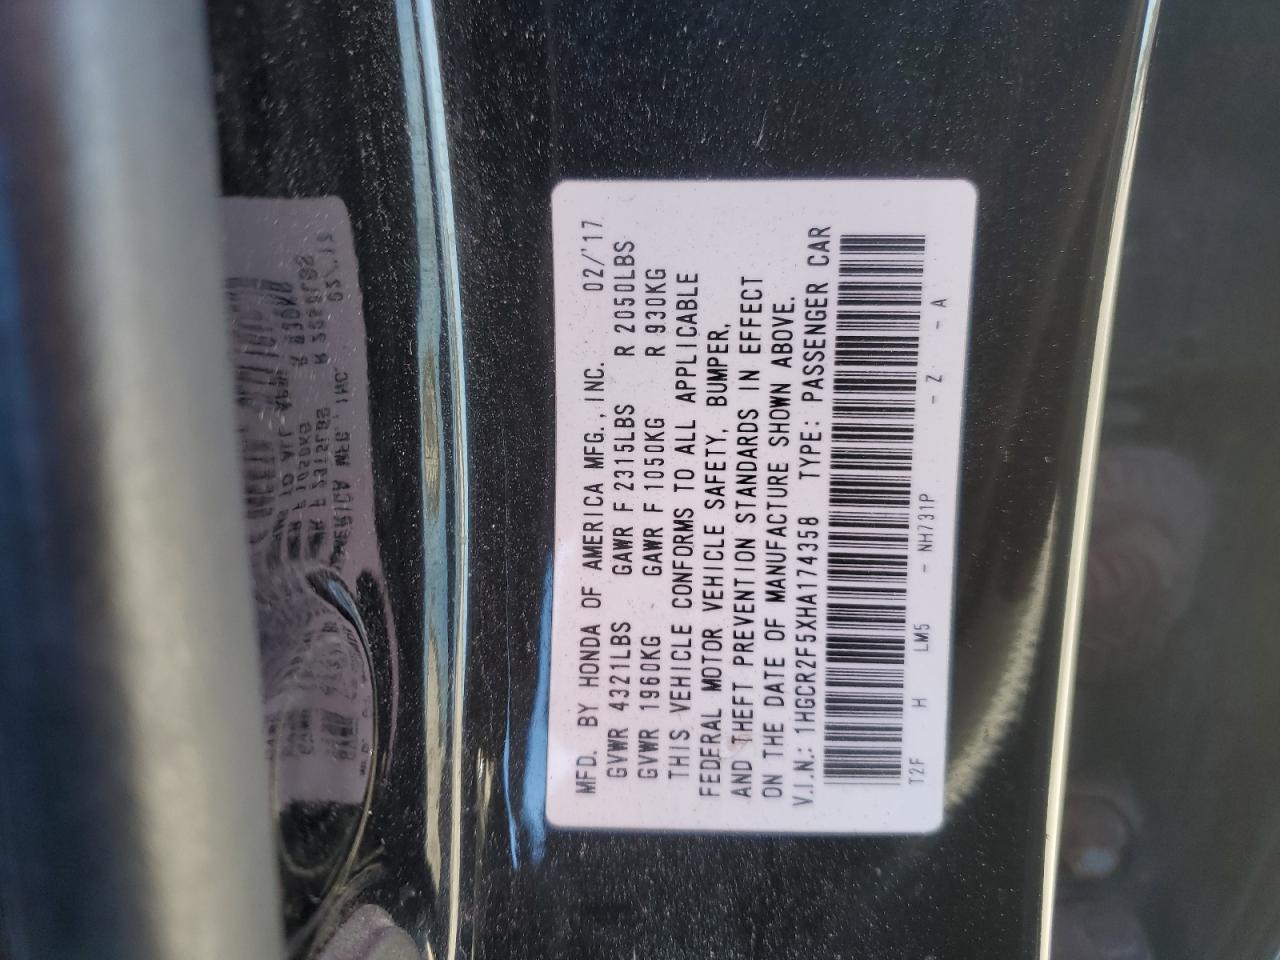 MFD. BY HONDA OF AMERICA MFG., INC. 02/'17
GVWR 4321LBS GAWR F 2315LBS R 2050LBS
GVWR 1960KG GAWR F 1050KG R 930KG
THIS VEHICLE CONFORMS TO ALL APPLICABLE
FEDERAL MOTOR VEHICLE SAFETY, BUMPER,
AND THEFT PREVENTION STANDARDS IN EFFECT
ON THE DATE OF MANUFACTURE SHOWN ABOVE.
V.I.N.: 1HGCR2F5XHA174358 TYPE: PASSENGER CAR
T2F H LM5 - NH731P - Z - A